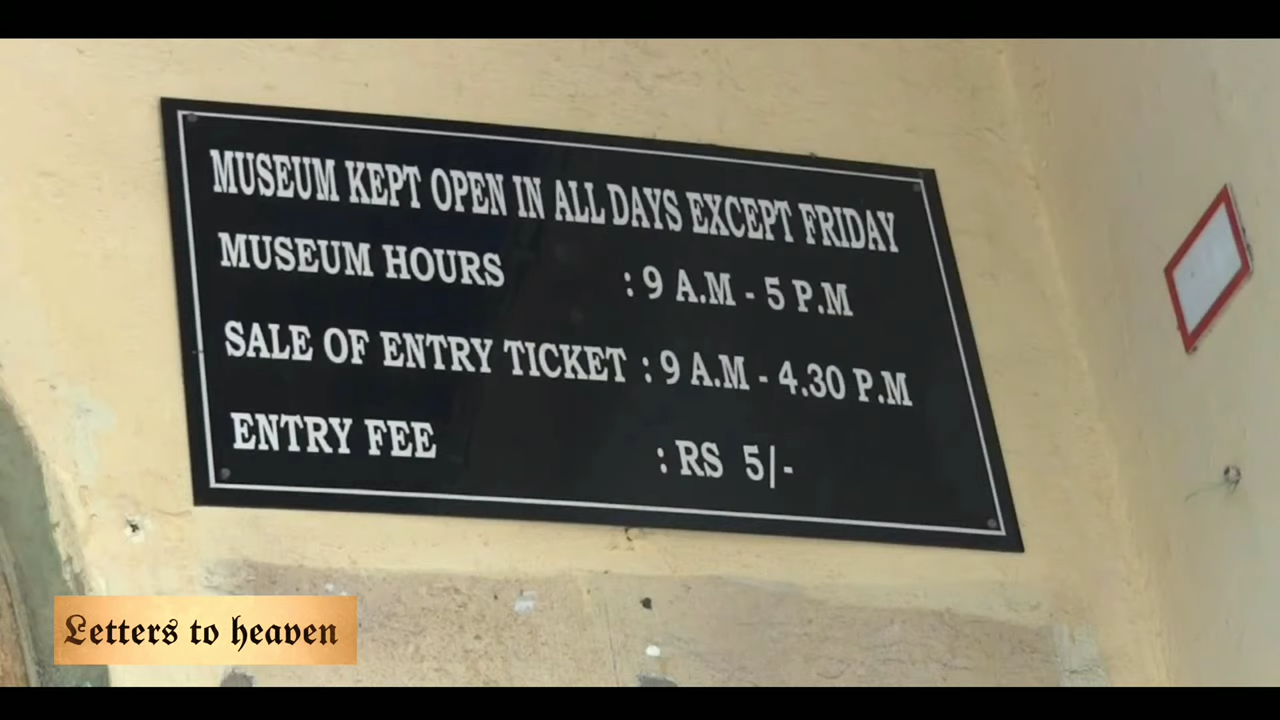 MUSEUM KEPT OPEN IN ALL DAYS EXCEPT FRIDAY
MUSEUM HOURS : 9 A.M - 5 P.M
SALE OF ENTRY TICKET : 9 A.M - 4.30 P.M
ENTRY FEE : RS 5/-
Letters to heaven